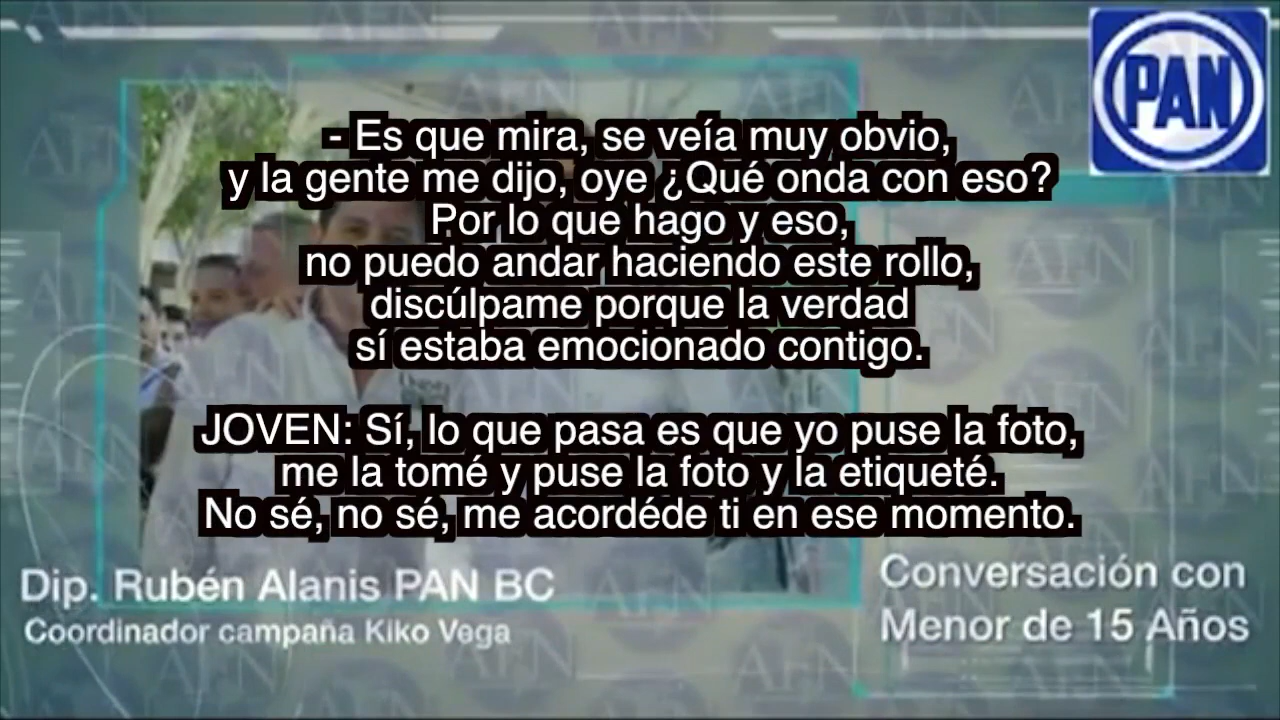 PAN
- Es que mira, se veía muy obvio,
y la gente me dijo, oye ¿Qué onda con eso?
Por lo que hago y eso,
no puedo andar haciendo este rollo,
discúlpame porque la verdad
sí estaba emocionado contigo.
JOVEN: Sí, lo que pasa es que yo puse la foto,
me la tomé y puse la foto y la etiqueté.
No sé, no sé, me acordéde ti en ese momento.
Dip. Rubén Alanis PAN BC
Coordinador campaña Kiko Vega
Conversación con
Menor de 15 Años
AFN